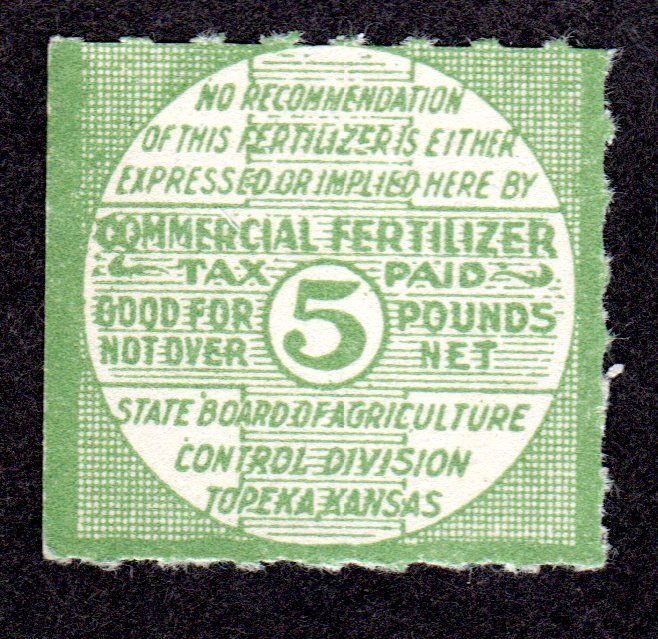 NO RECOMMENDATION
OF THIS FERTILIZER IS EITHER
EXPRESSED OR IMPLIED HERE BY
COMMERCIAL FERTILIZER
TAX PAID
GOOD FOR 5 POUNDS
NOT OVER NET
STATE BOARD OF AGRICULTURE
CONTROL DIVISION
TOPEKA, KANSAS